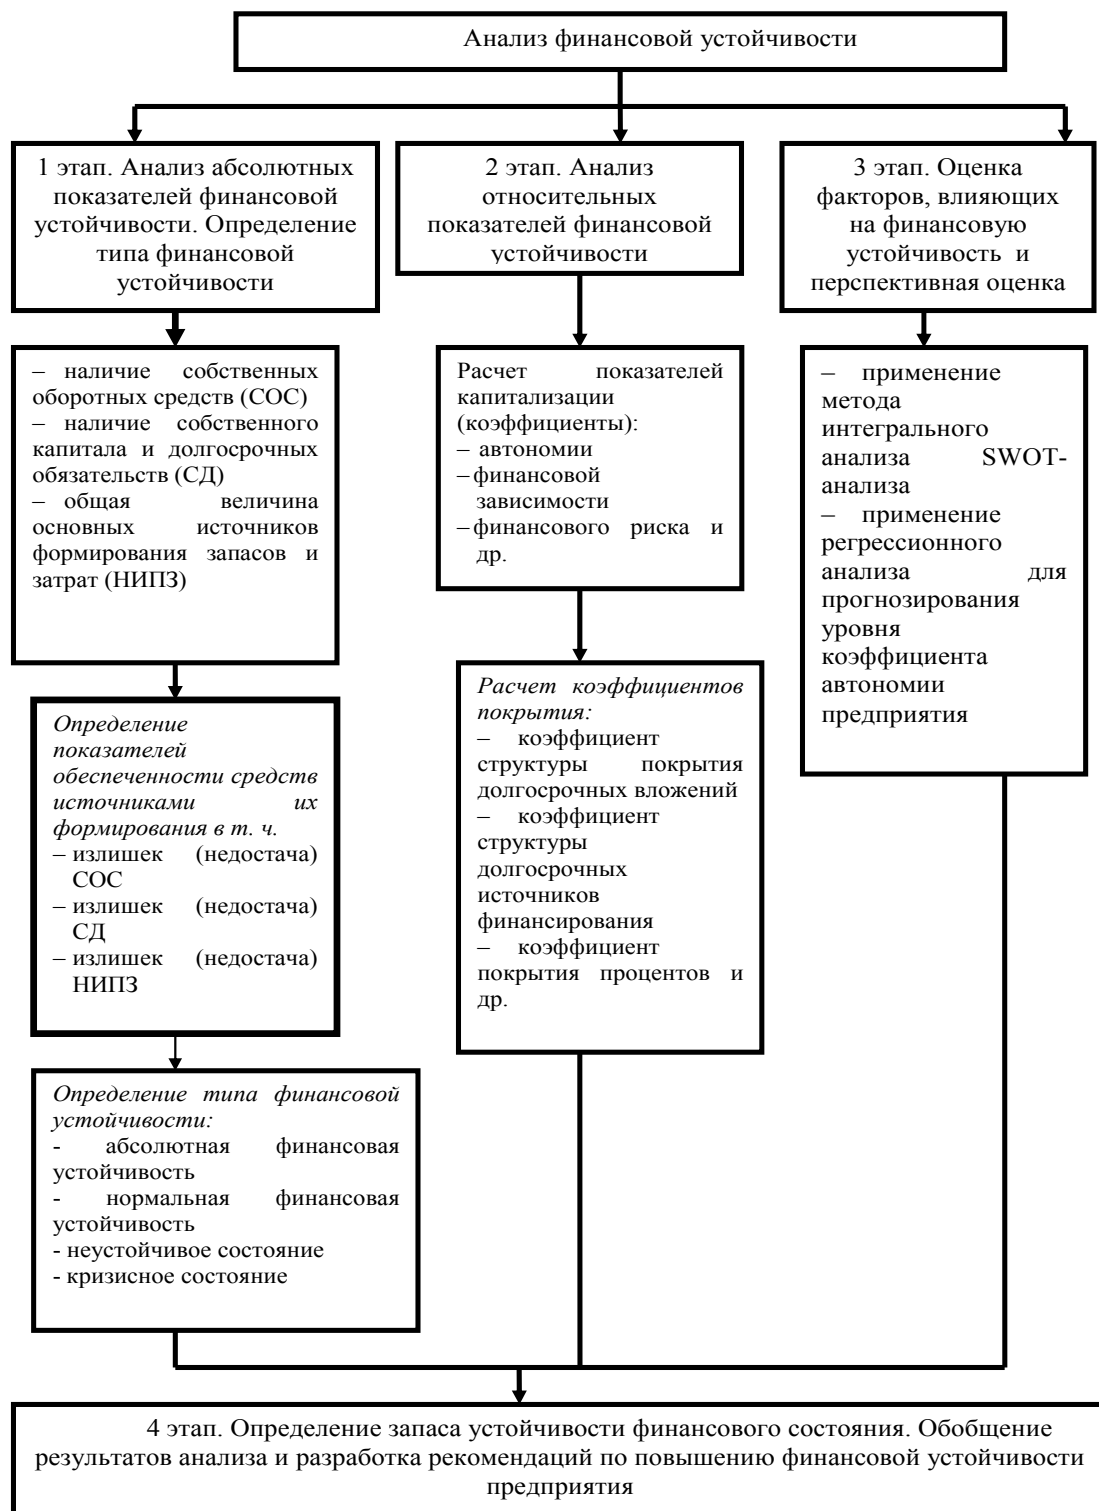 Анализ финансовой устойчивости
1 этап. Анализ абсолютных
показателей финансовой
устойчивости. Определение
типа финансовой
устойчивости
2 этап. Анализ
относительных
показателей финансовой
устойчивости
3 этап. Оценка
факторов, влияющих
на финансовую
устойчивость и
перспективная оценка
– наличие собственных
оборотных средств (СОС)
– наличие собственного
капитала и долгосрочных
обязательств (СД)
– общая величина
основных источников
формирования запасов и
затрат (НИПЗ)
Определение
показателей
обеспеченности средств
источниками их
формирования в т. ч.
– излишек (недостача)
СОС
– излишек (недостача)
СД
– излишек (недостача)
НИПЗ
Определение типа финансовой
устойчивости:
- абсолютная финансовая
устойчивость
- нормальная финансовая
устойчивость
- неустойчивое состояние
- кризисное состояние
Расчет показателей
капитализации
(коэффициенты):
– автономии
– финансовой
зависимости
– финансового риска и
др.
Расчет коэффициентов
покрытия:
– коэффициент
структуры покрытия
долгосрочных вложений
– коэффициент
структуры
долгосрочных
источников
финансирования
– коэффициент
покрытия процентов и
др.
– применение
метода
интегрального
анализа SWOT-
анализа
– применение
регрессионного
анализа для
прогнозирования
уровня
коэффициента
автономии
предприятия
4 этап. Определение запаса устойчивости финансового состояния. Обобщение
результатов анализа и разработка рекомендаций по повышению финансовой устойчивости
предприятия